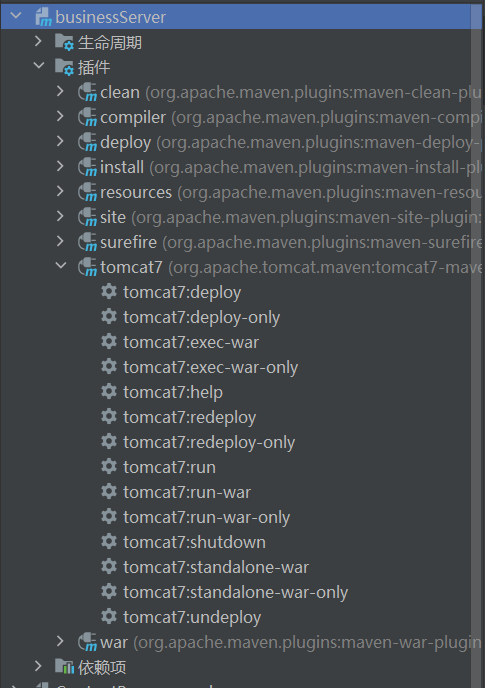 businessServer
生命周期
插件
clean (org.apache.maven.plugins:maven-clean-plu
compiler (org.apache.maven.plugins:maven-compi
deploy (org.apache.maven.plugins:maven-deploy-
install (org.apache.maven.plugins:maven-install-pl
resources (org.apache.maven.plugins:maven-resou
site (org.apache.maven.plugins:maven-site-plugin:
surefire (org.apache.maven.plugins:maven-surefire
tomcat7 (org.apache.tomcat.maven:tomcat7-mave
tomcat7:deploy
tomcat7:deploy-only
tomcat7:exec-war
tomcat7:exec-war-only
tomcat7:help
tomcat7:redeploy
tomcat7:redeploy-only
tomcat7:run
tomcat7:run-war
tomcat7:run-war-only
tomcat7:shutdown
tomcat7:standalone-war
tomcat7:standalone-war-only
tomcat7:undeploy
war (org.apache.maven.plugins:maven-war-plugin
依赖项